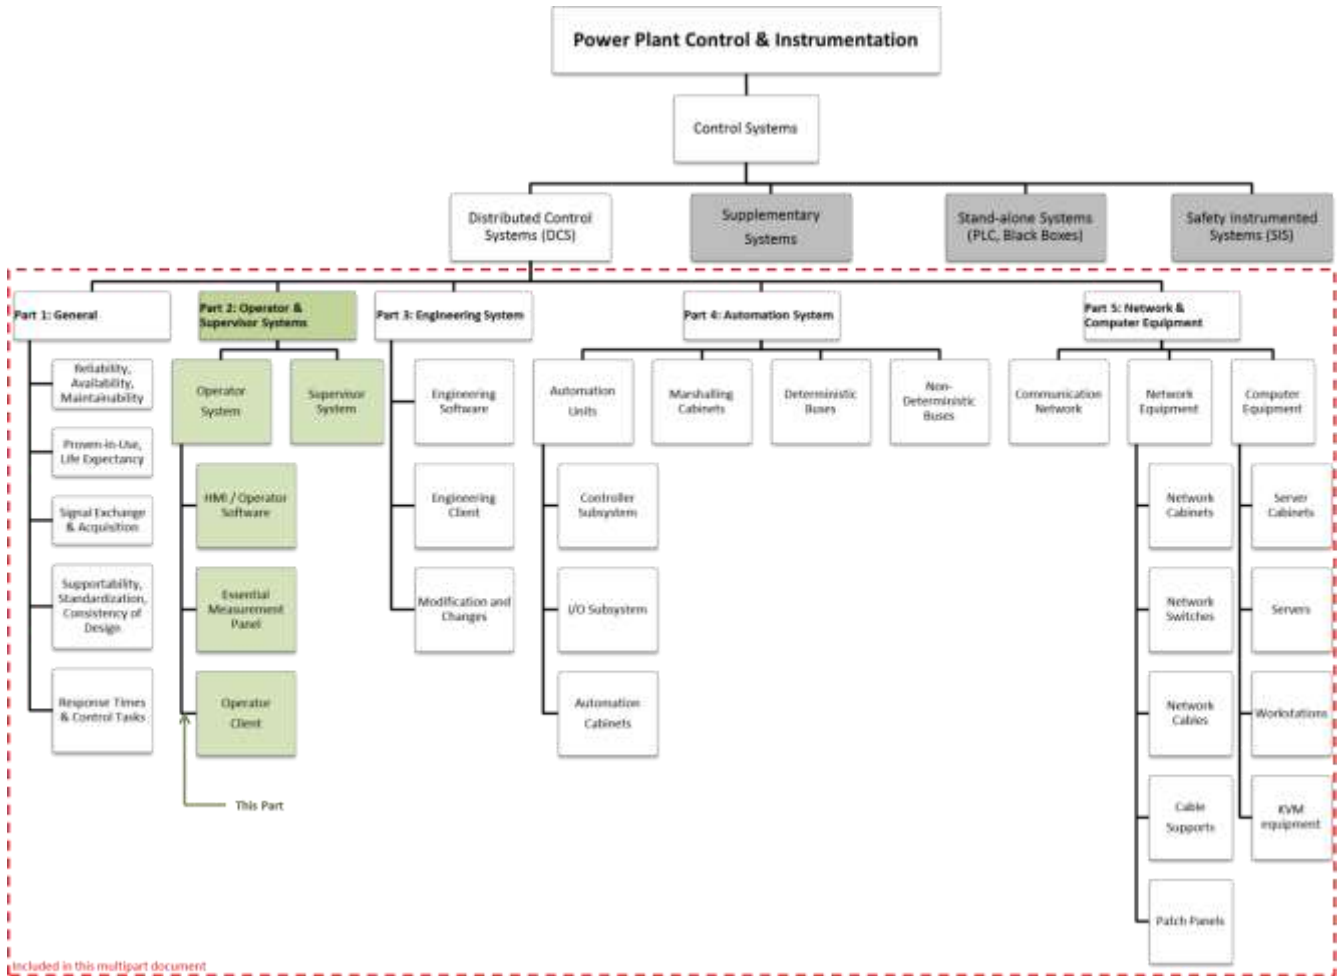 Power Plant Control & Instrumentation
Control Systems
Distributed Control
Systems (DCS)
Supplementary
Systems
Stand-alone Systems
(PLC, Black Boxes)
Safety Instrumented
Systems (SIS)
Part 1: General
Part 2: Operator &
Supervisor Systems
Part 3: Engineering System
Part 4: Automation System
Part 5: Network &
Computer Equipment
Reliability,
Availability,
Maintainability
Proven-in-Use,
Life Expectancy
Signal Exchange
& Acquisition
Supportability,
Standardization,
Consistency of
Design
Response Times
& Control Tasks
Operator
System
Supervisor
System
HMI / Operator
Software
Essential
Measurement
Panel
Operator
Client
This Part
Engineering
Software
Engineering
Client
Modification and
Changes
Automation
Units
Marshalling
Cabinets
Deterministic
Buses
Non-
Deterministic
Buses
Controller
Subsystem
I/O Subsystem
Automation
Cabinets
Communication
Network
Network
Equipment
Computer
Equipment
Network
Cabinets
Network
Switches
Network
Cables
Cable
Supports
Patch Panels
Server
Cabinets
Servers
Workstations
KVM
equipment
Included in this multipart document